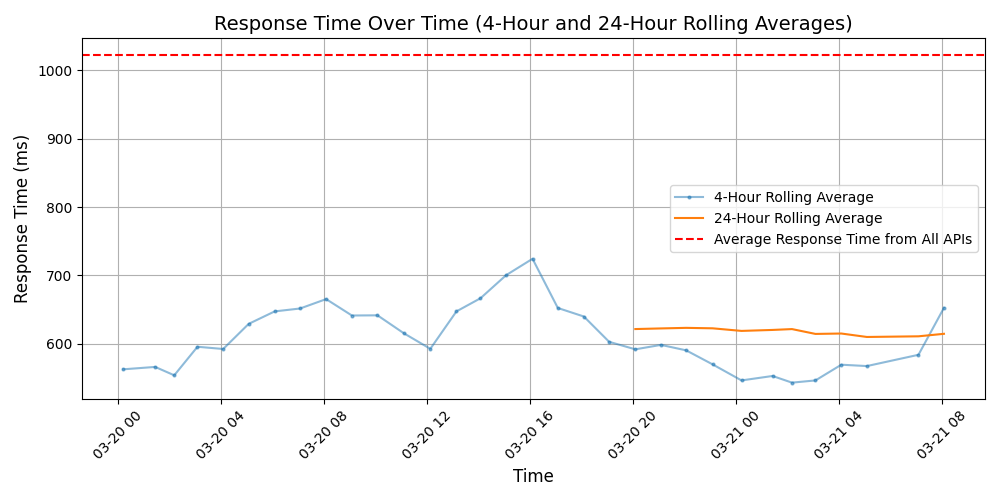 Response Time Over Time (4-Hour and 24-Hour Rolling Averages)
Response Time (ms)
1000
900
800
700
600
4-Hour Rolling Average
24-Hour Rolling Average
Average Response Time from All APIs
03-20 00
03-20 04
03-20 08
03-20 12
03-20 16
03-20 20
03-21 00
03-21 04
03-21 08
Time